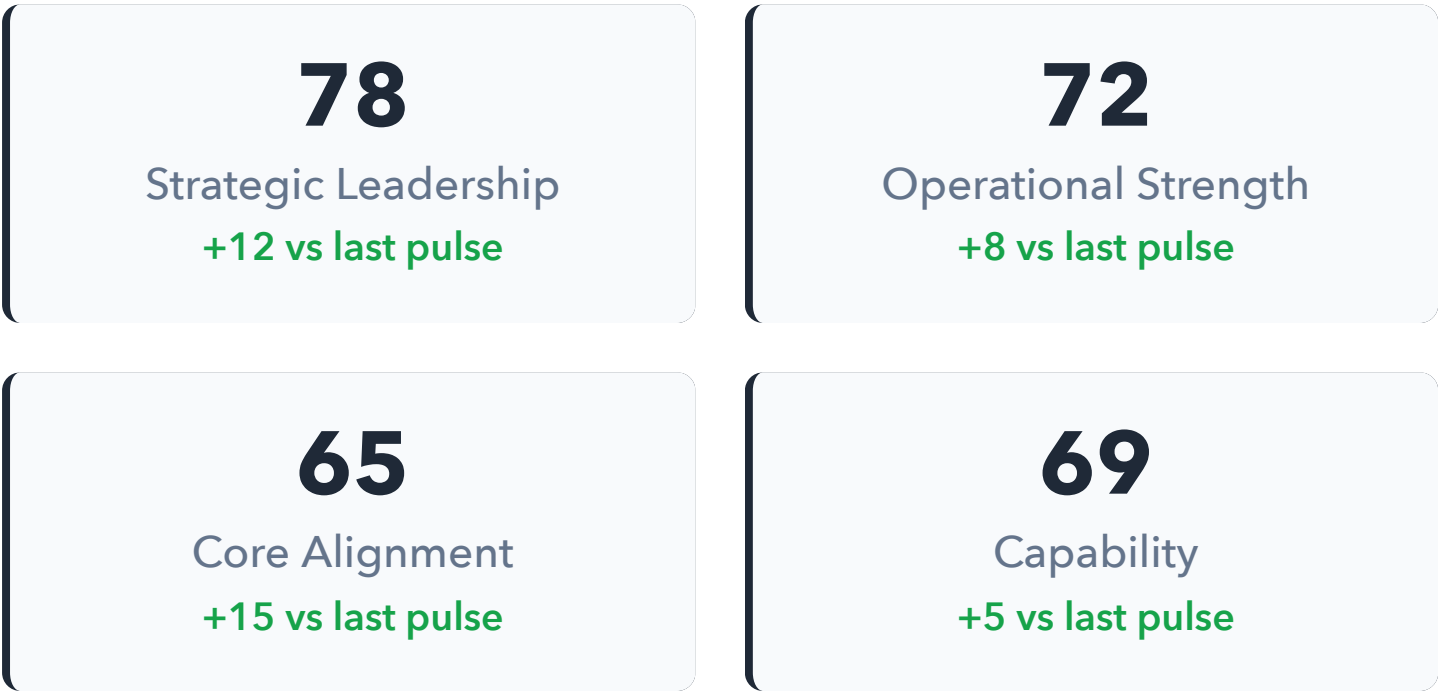 78
Strategic Leadership
+12 vs last pulse
72
Operational Strength
+8 vs last pulse
65
Core Alignment
+15 vs last pulse
69
Capability
+5 vs last pulse